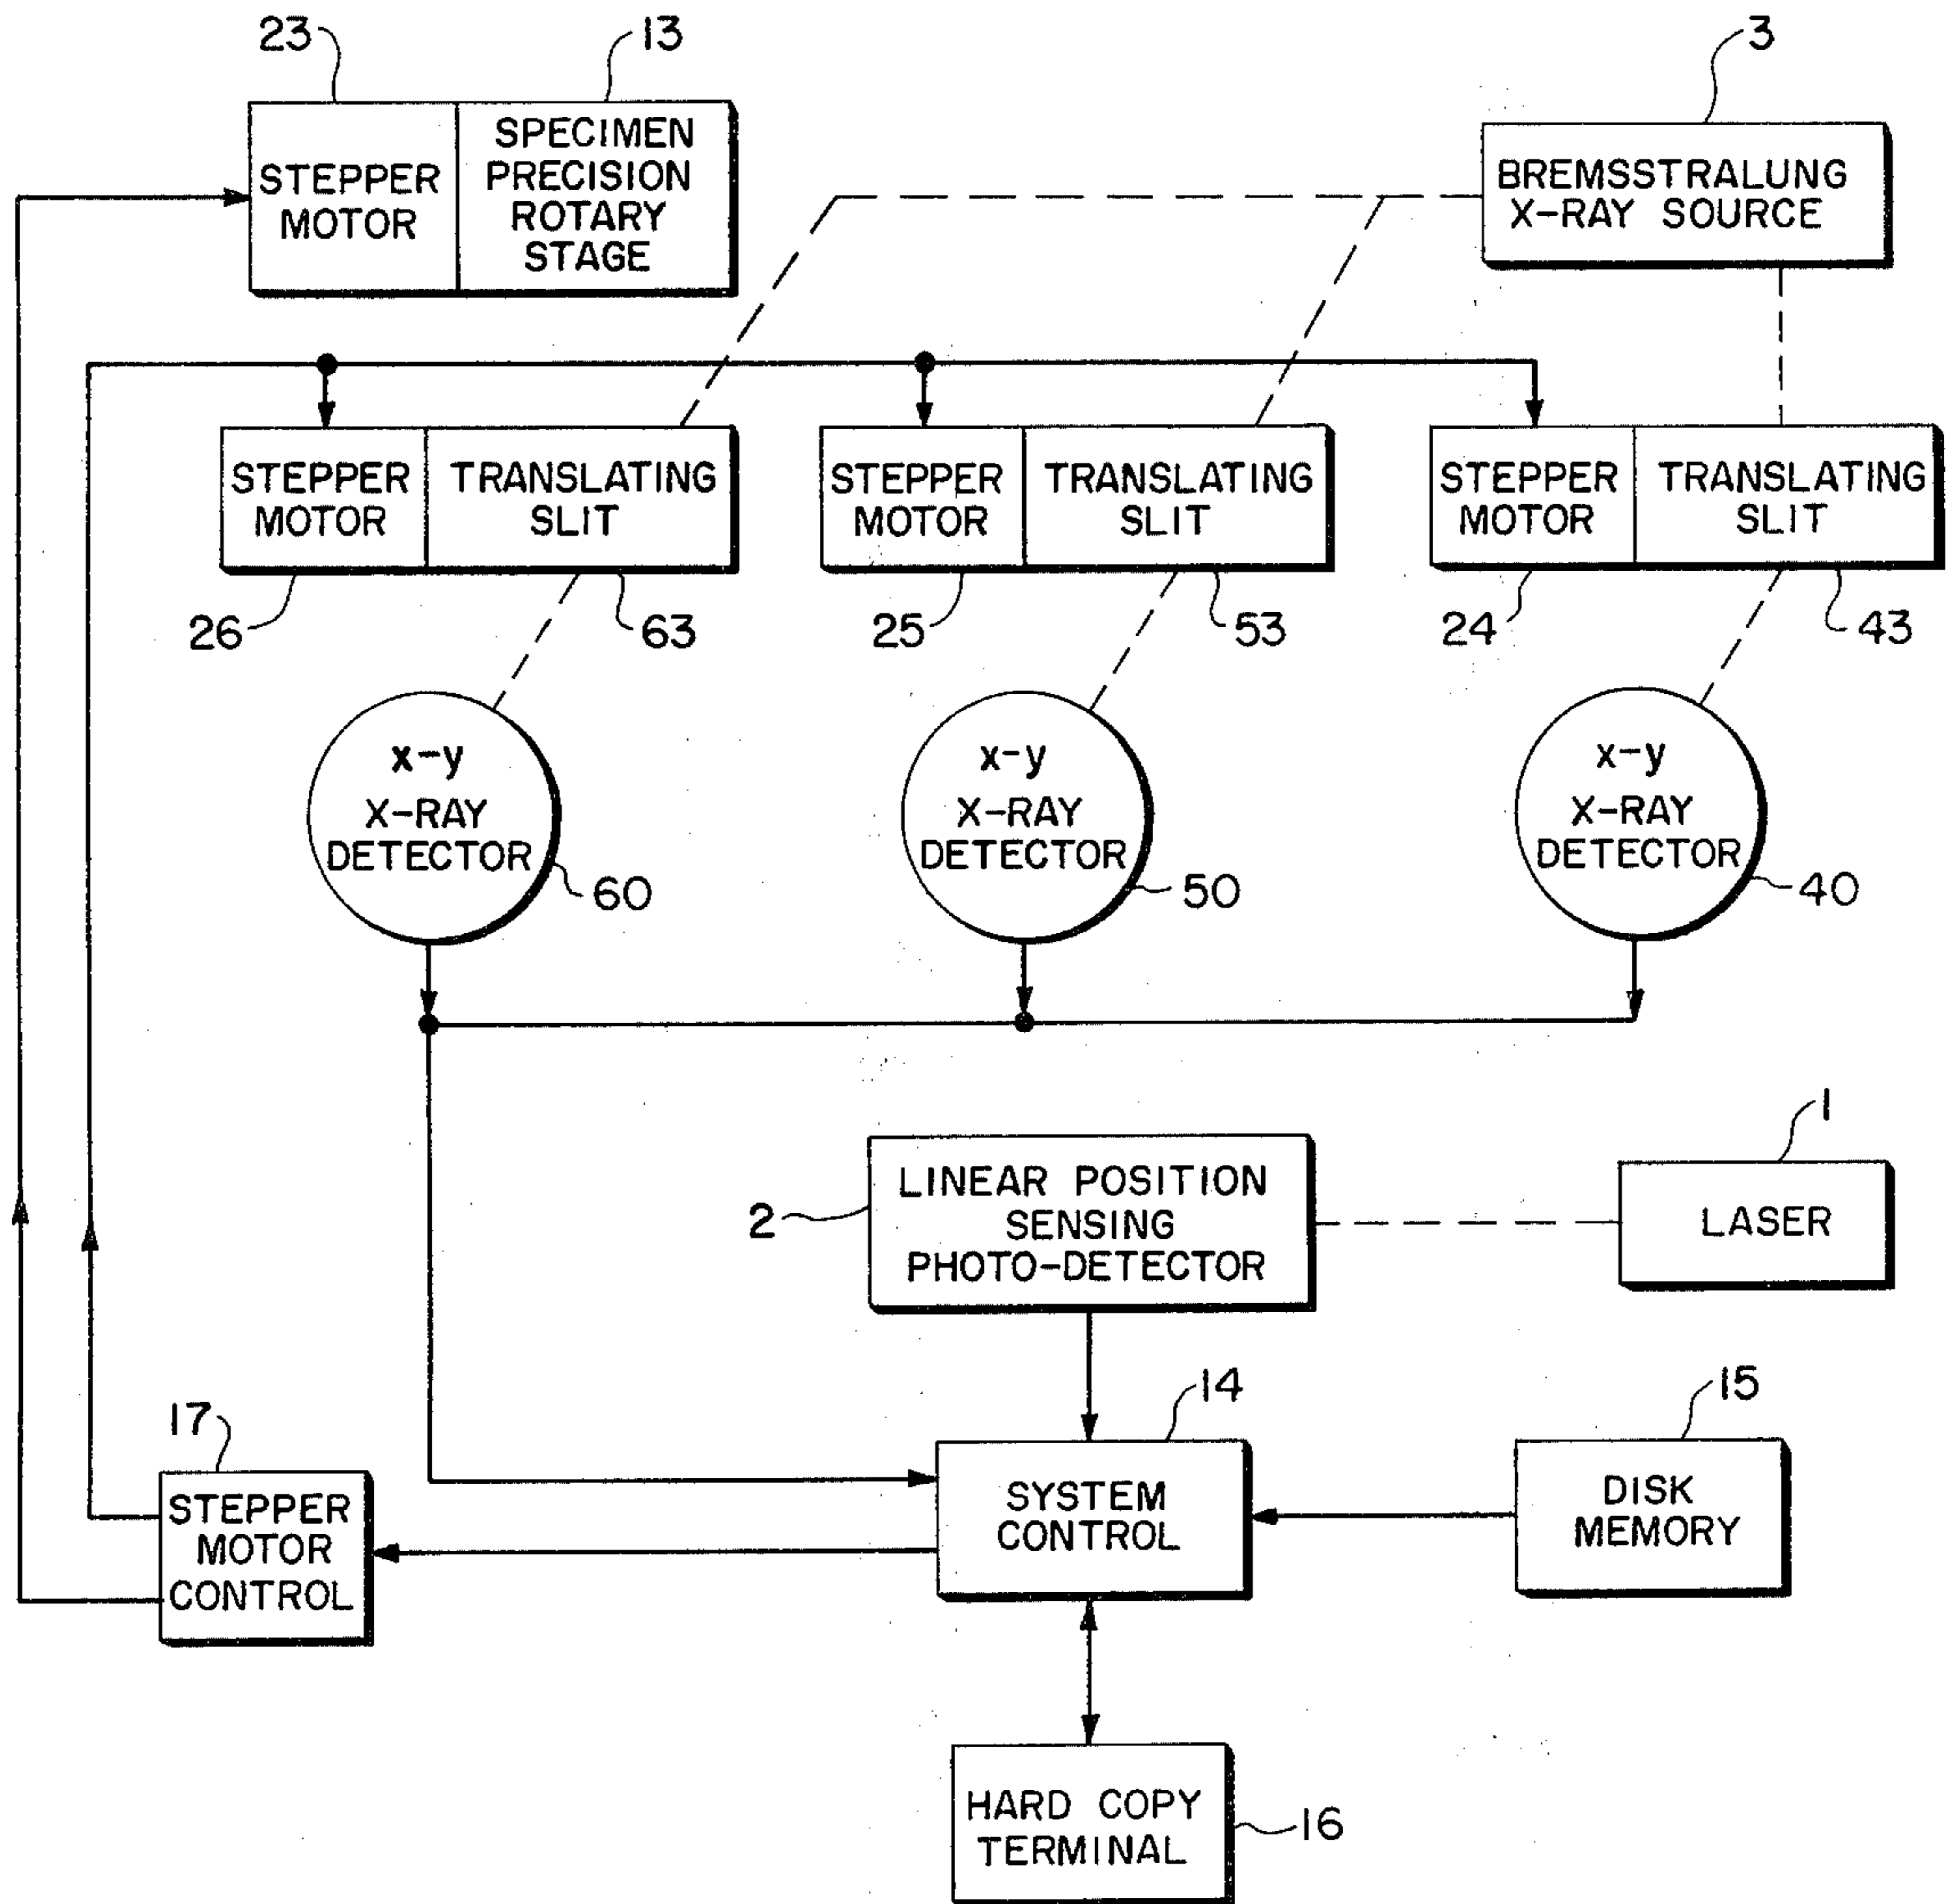 23
13
3
STEPPER
MOTOR
SPECIMEN
PRECISION
ROTARY
STAGE
BREMSSTRALUNG
X-RAY SOURCE
STEPPER
MOTOR
TRANSLATING
SLIT
STEPPER
MOTOR
TRANSLATING
SLIT
STEPPER
MOTOR
TRANSLATING
SLIT
26
63
25
53
24
43
x-y
X-RAY
DETECTOR
60
x-y
X-RAY
DETECTOR
50
x-y
X-RAY
DETECTOR
40
1
2
LINEAR POSITION
SENSING
PHOTO-DETECTOR
LASER
17
14
15
STEPPER
MOTOR
CONTROL
SYSTEM
CONTROL
DISK
MEMORY
HARD COPY
TERMINAL
16